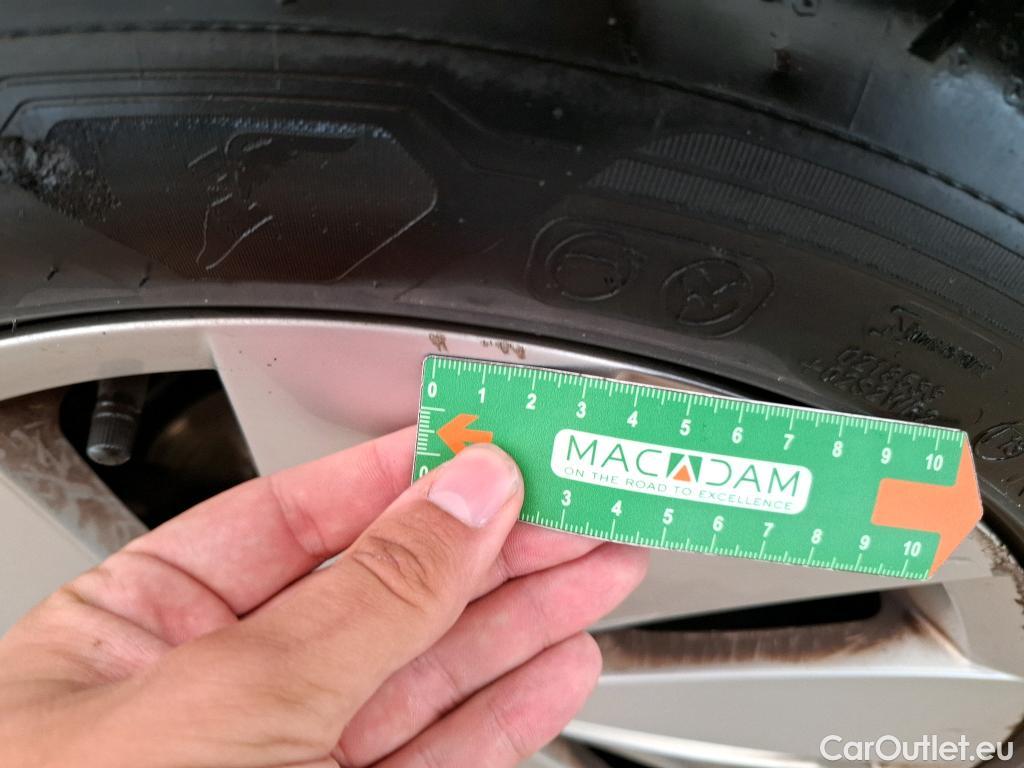 0 1 2 3 4 5 6 7 8 9 10
MACADAM
ON THE ROAD TO EXCELLENCE
0 3 4 5 6 7 8 9 10
CarOutlet.eu